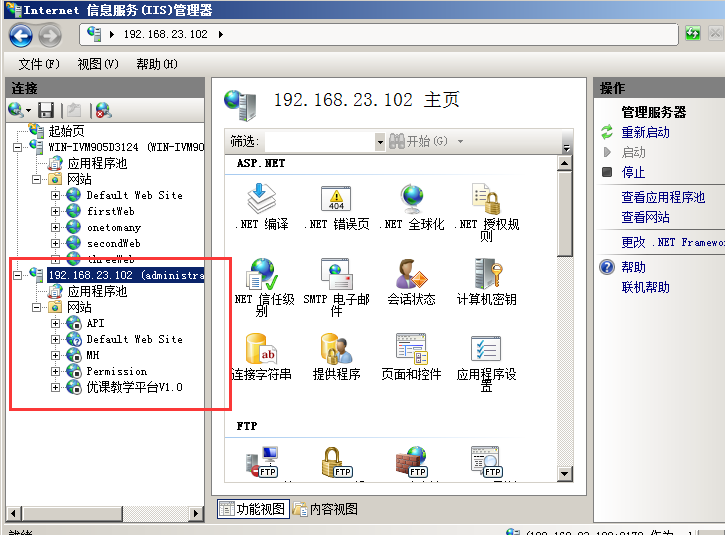 Internet 信息服务(IIS)管理器
192.168.23.102
文件(F) 视图(V) 帮助(H)
连接
起始页
WIN-IVM905D3124 (WIN-IVM90
应用程序池
网站
Default Web Site
firstWeb
onetomany
secondWeb
threeWeb
192.168.23.102 (administra
应用程序池
网站
API
Default Web Site
MH
Permission
优课教学平台V1.0
192.168.23.102 主页
筛选: 开始(G)
ASP.NET
.NET 编译
.NET 错误页
404
.NET 全球化
.NET 授权规则
.NET 信任级别
SMTP 电子邮件
会话状态
计算机密钥
连接字符串
ab
提供程序
页面和控件
应用程序设置
FTP
FTP
FTP
FTP
FTP
功能视图 内容视图
操作
管理服务器
重新启动
启动
停止
查看应用程序池
查看网站
更改 .NET Framewo
帮助
联机帮助
就绪